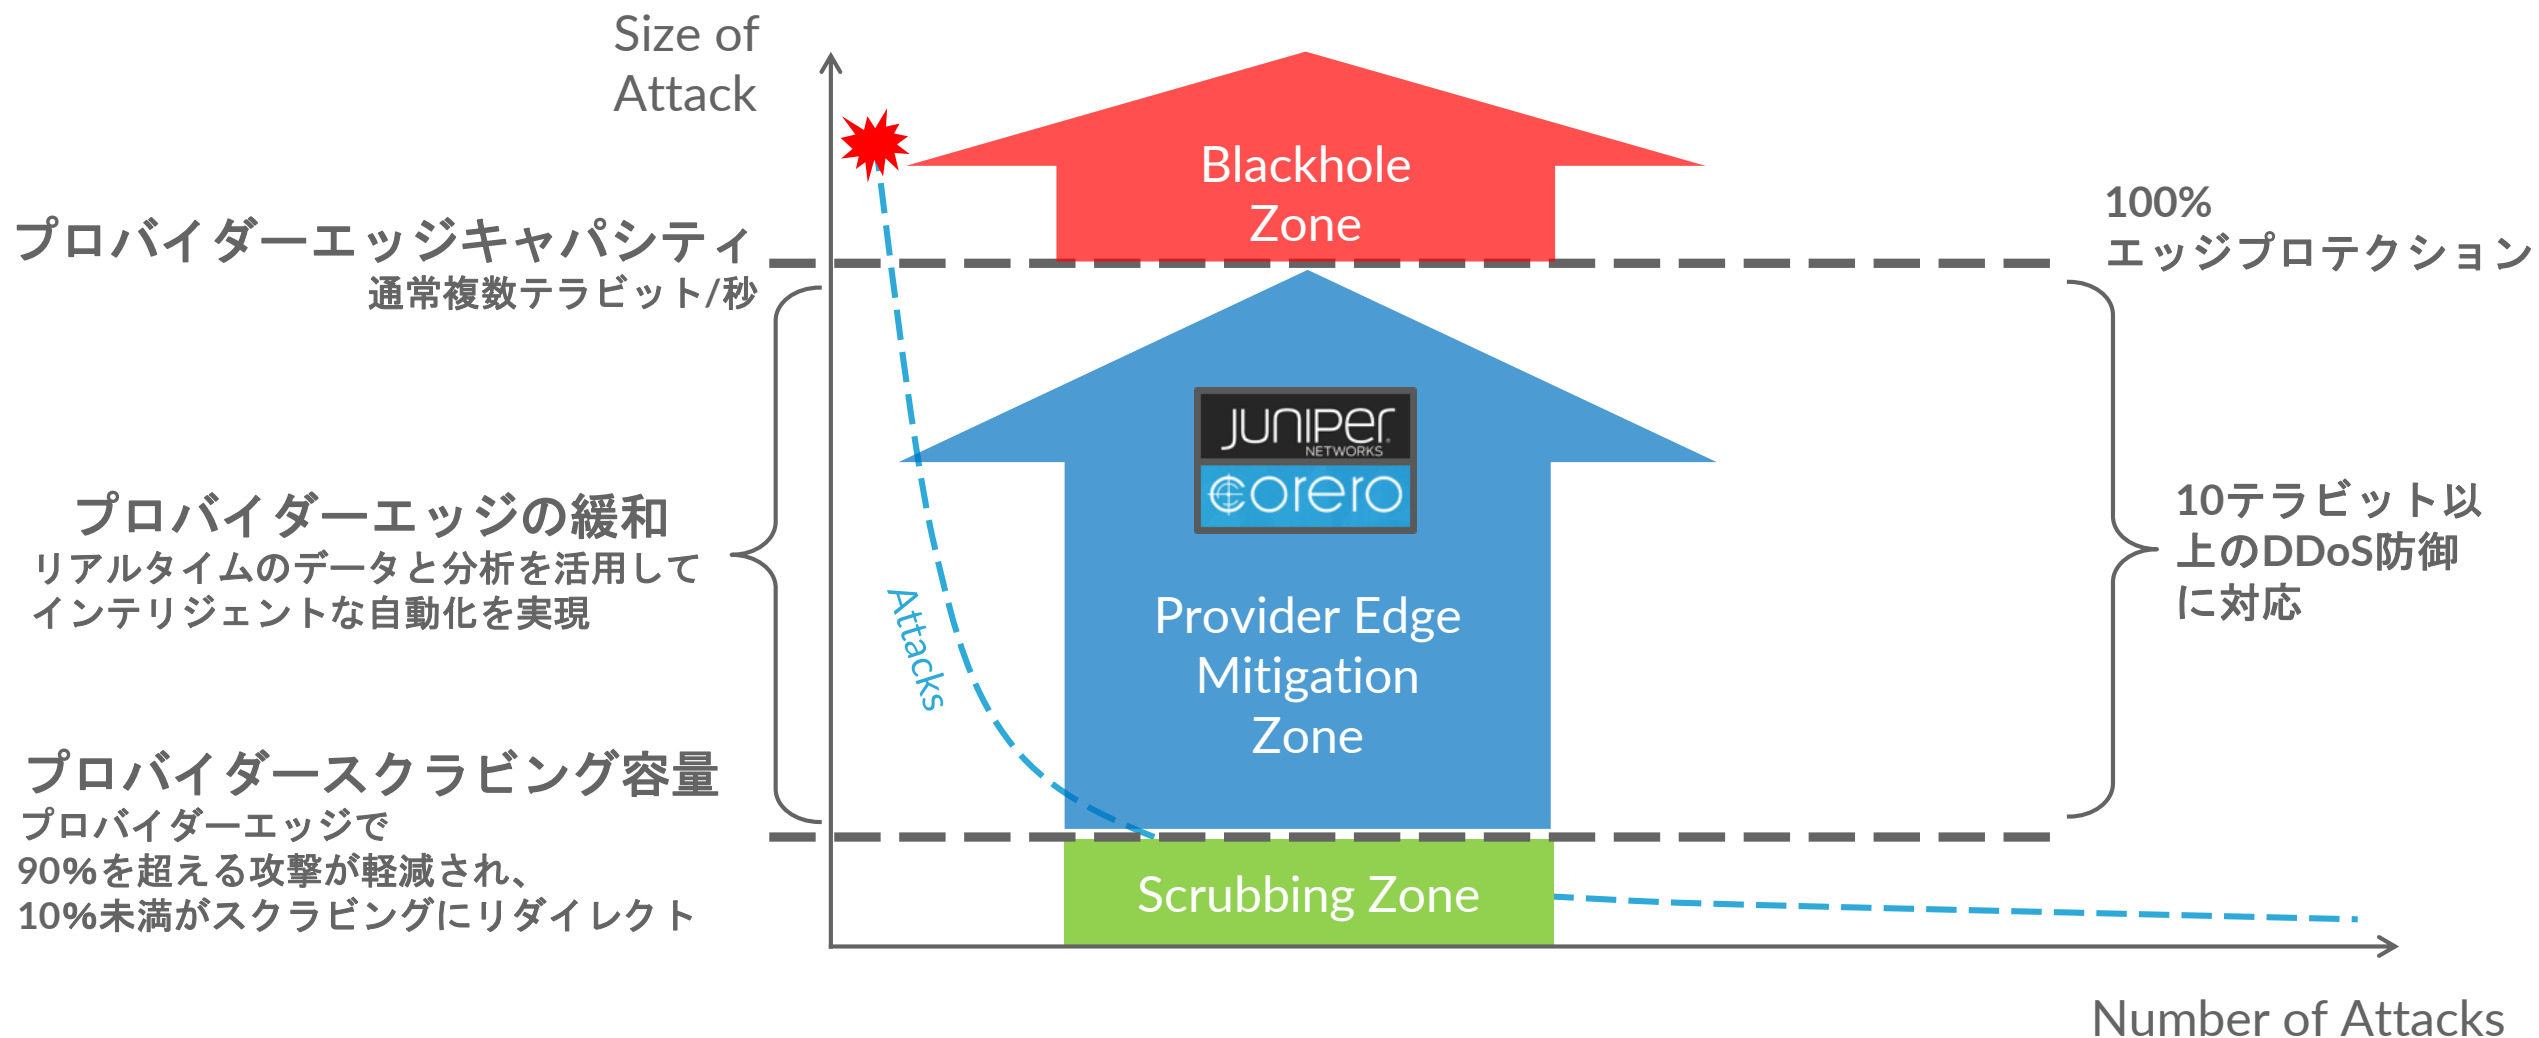 Size of
Attack
Blackhole
Zone
100%
エッジプロテクション
プロバイダーエッジキャパシティ
通常複数テラビット/秒
JUNIPer
NETWORKS
corero
プロバイダーエッジの緩和
リアルタイムのデータと分析を活用して
インテリジェントな自動化を実現
10テラビット以
上のDDoS防御
に対応
Attacks
Provider Edge
Mitigation
Zone
プロバイダースクラビング容量
プロバイダーエッジで
90%を超える攻撃が軽減され、
10%未満がスクラビングにリダイレクト
Scrubbing Zone
Number of Attacks